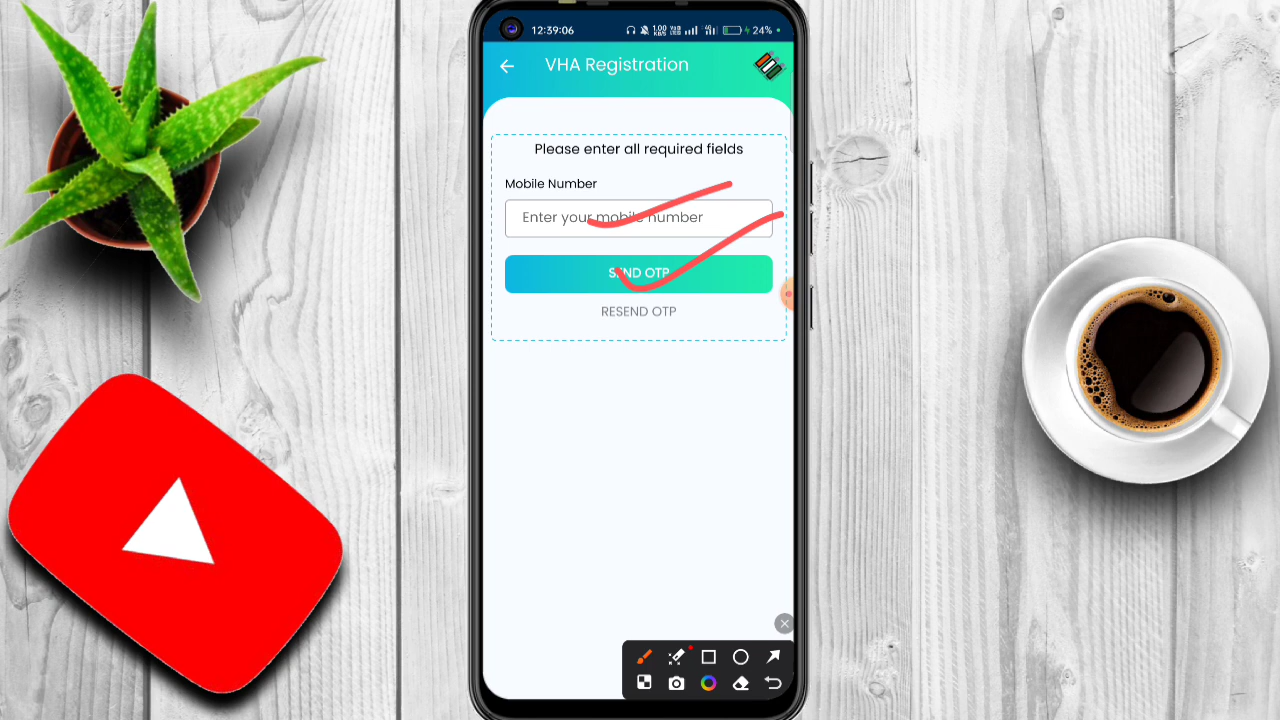 12:39:06
24%
VHA Registration
Please enter all required fields
Mobile Number
Enter your mobile number
SEND OTP
RESEND OTP